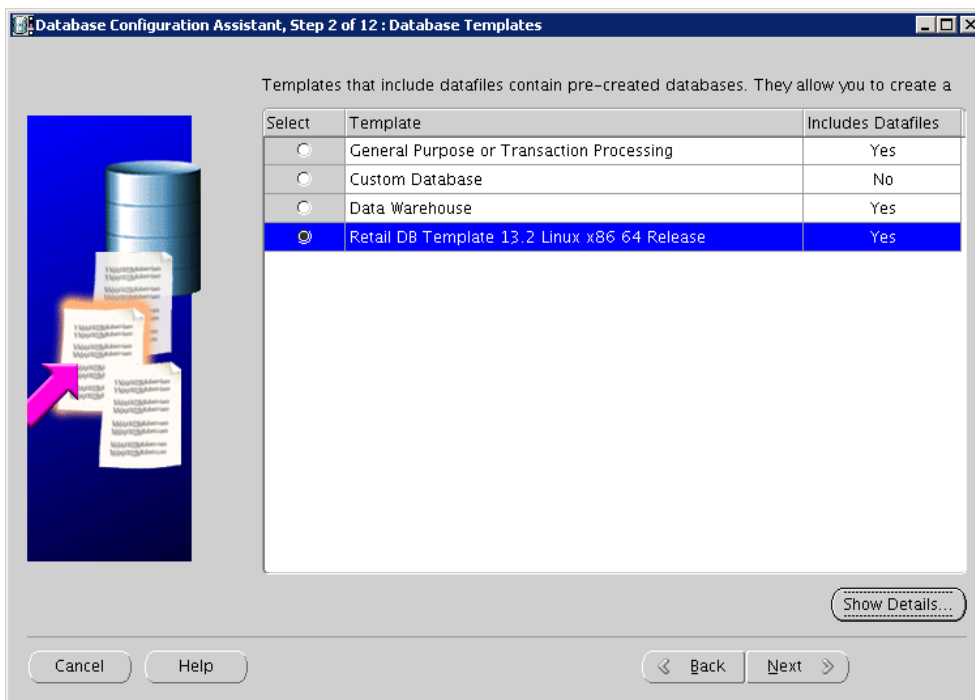 Database Configuration Assistant, Step 2 of 12 : Database Templates
Templates that include datafiles contain pre-created databases. They allow you to create a
Select Template Includes Datafiles
General Purpose or Transaction Processing Yes
Custom Database No
Data Warehouse Yes
Retail DB Template 13.2 Linux x86 64 Release Yes
Show Details...
Cancel Help Back Next